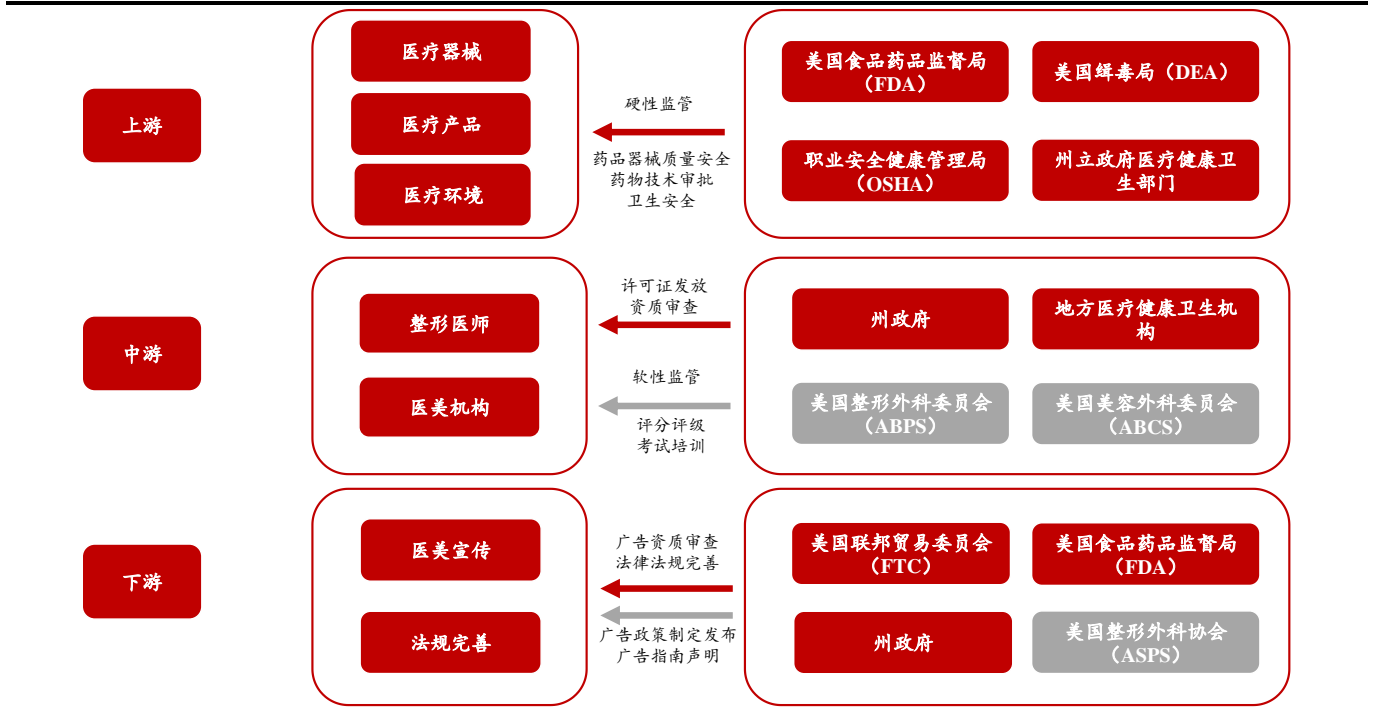 上游
医疗器械
医疗产品
医疗环境
硬性监管
药品器械质量安全
药物技术审批
卫生安全
美国食品药品监督局
（FDA）
美国缉毒局（DEA）
职业安全健康管理局
（OSHA）
州立政府医疗健康卫
生部门
中游
整形医师
医美机构
许可证发放
资质审查
软性监管
评分评级
考试培训
州政府
地方医疗健康卫生机
构
美国整形外科委员会
（ABPS）
美国美容外科委员会
（ABCS）
下游
医美宣传
法规完善
广告资质审查
法律法规完善
广告政策制定发布
广告指南声明
美国联邦贸易委员会
（FTC）
美国食品药品监督局
（FDA）
州政府
美国整形外科协会
（ASPS）